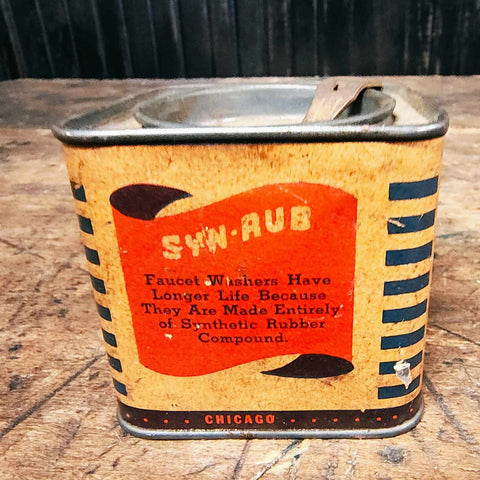 SYN-RUB
Faucet Washers Have
Longer Life Because
They Are Made Entirely
of Synthetic Rubber
Compound.
CHICAGO